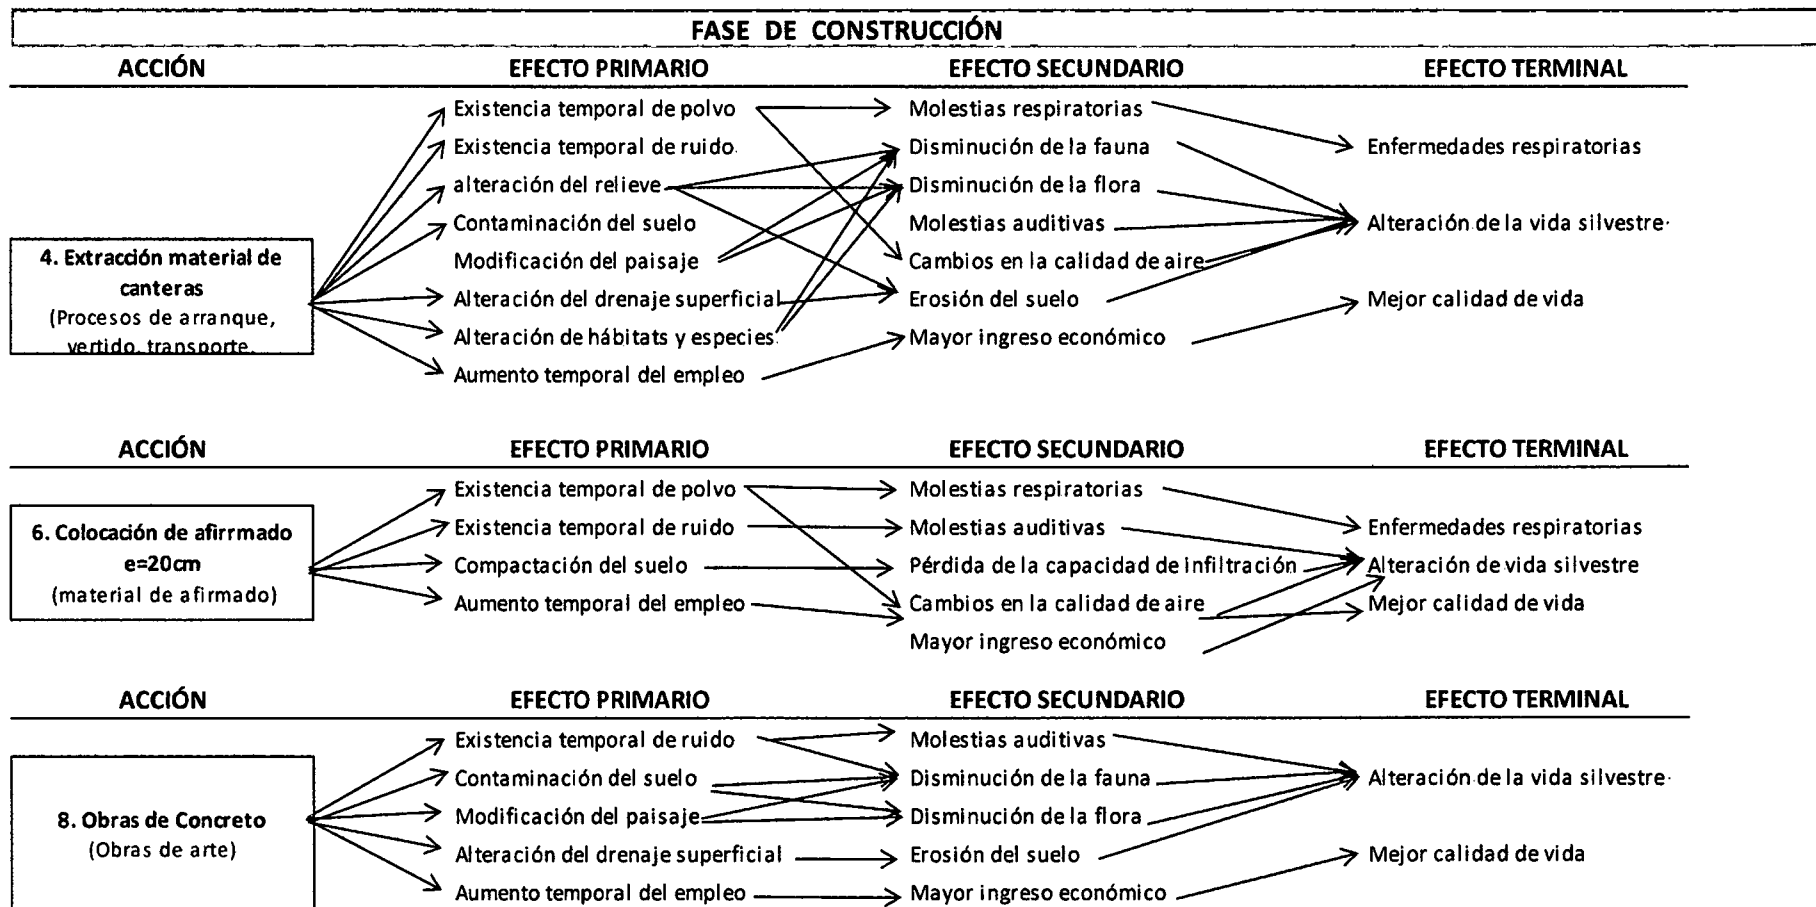 FASE DE CONSTRUCCIÓN
ACCIÓN EFECTO PRIMARIO EFECTO SECUNDARIO EFECTO TERMINAL
Existencia temporal de polvo Molestias respiratorias
Existencia temporal de ruido Disminución de la fauna Enfermedades respiratorias
alteración del relieve Disminución de la flora
Contaminación del suelo Molestias auditivas Alteración de la vida silvestre
4. Extracción material de
canteras
(Procesos de arranque,
vertido, transporte,
Modificación del paisaje Cambios en la calidad de aire
Alteración del drenaje superficial Erosión del suelo Mejor calidad de vida
Alteración de hábitats y especies Mayor ingreso económico
Aumento temporal del empleo
ACCIÓN EFECTO PRIMARIO EFECTO SECUNDARIO EFECTO TERMINAL
Existencia temporal de polvo Molestias respiratorias
6. Colocación de afirrmado
e=20cm
(material de afirmado)
Existencia temporal de ruido Molestias auditivas Enfermedades respiratorias
Compactación del suelo Pérdida de la capacidad de infiltración Alteración de vida silvestre
Aumento temporal del empleo Cambios en la calidad de aire Mejor calidad de vida
Mayor ingreso económico
ACCIÓN EFECTO PRIMARIO EFECTO SECUNDARIO EFECTO TERMINAL
Existencia temporal de ruido Molestias auditivas
Contaminación del suelo Disminución de la fauna Alteración de la vida silvestre
8. Obras de Concreto
(Obras de arte)
Modificación del paisaje Disminución de la flora
Alteración del drenaje superficial Erosión del suelo Mejor calidad de vida
Aumento temporal del empleo Mayor ingreso económico